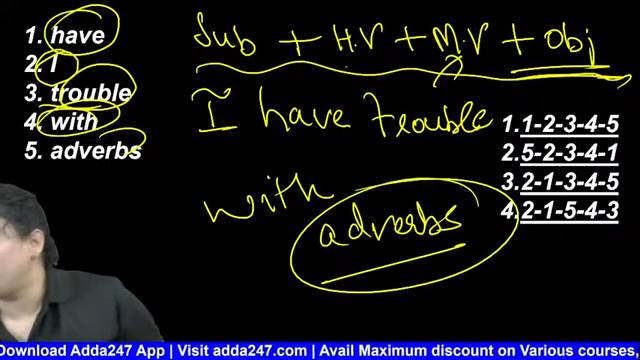 1. have
2. I
3. trouble
4. with
5. adverbs
Sub + H.V + M.V + Obj
I have trouble
with
adverbs
1.1-2-3-4-5
2.5-2-3-4-1
3.2-1-3-4-5
4.2-1-5-4-3
Download Adda247 App | Visit adda247.com | Avail Maximum discount on Various courses,